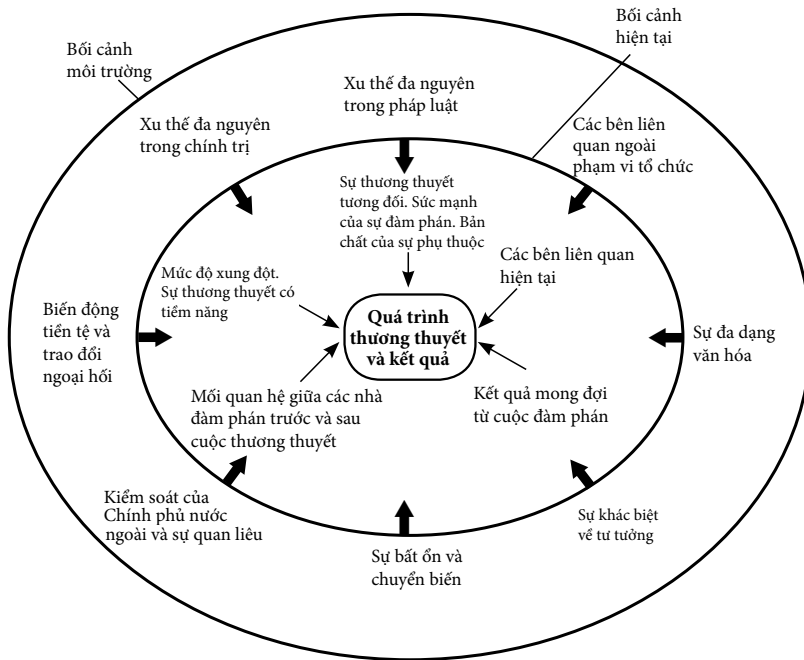 Bối cảnh
hiện tại
Bối cảnh
môi trường
Xu thế đa nguyên
trong pháp luật
Xu thế đa nguyên
trong chính trị
Các bên liên
quan ngoài
phạm vi tổ chức
Sự thương thuyết
tương đối. Sức mạnh
của sự đàm phán. Bản
chất của sự phụ thuộc
Các bên liên quan
hiện tại
Mức độ xung đột.
Sự thương thuyết có
tiềm năng
Biến động
tiền tệ và
trao đổi
ngoại hối
Quá trình
thương thuyết
và kết quả
Sự đa dạng
văn hóa
Mối quan hệ giữa các nhà
đàm phán trước và sau
cuộc thương thuyết
Kết quả mong đợi
từ cuộc đàm phán
Kiểm soát của
Chính phủ nước
ngoài và sự quan liêu
Sự khác biệt
về tư tưởng
Sự bất ổn và
chuyển biến